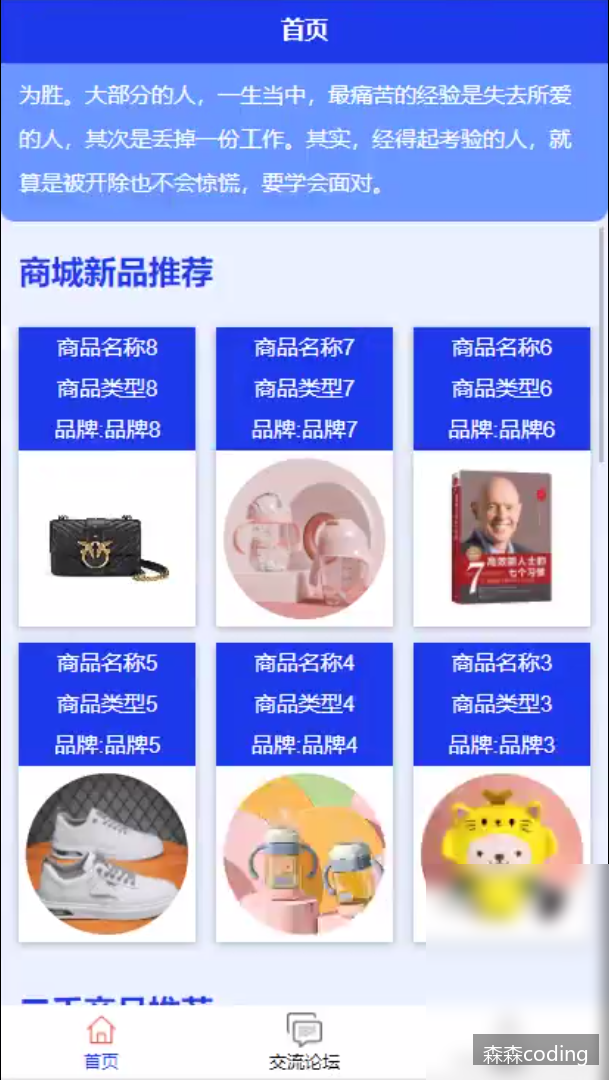 首页
为胜。大部分的人，一生当中，最痛苦的经验是失去所爱
的人，其次是丢掉一份工作。其实，经得起考验的人，就
算是被开除也不会惊慌，要学会面对。
商城新品推荐
商品名称8
商品类型8
品牌:品牌8
商品名称7
商品类型7
品牌:品牌7
商品名称6
商品类型6
品牌:品牌6
高效能人士的
7 七个习惯
商品名称5
商品类型5
品牌:品牌5
商品名称4
商品类型4
品牌:品牌4
商品名称3
商品类型3
品牌:品牌3
二手商品推荐
首页
交流论坛
森森coding